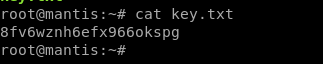 root@mantis:~# cat key.txt
8fv6wznh6efx966okspg
root@mantis:~#